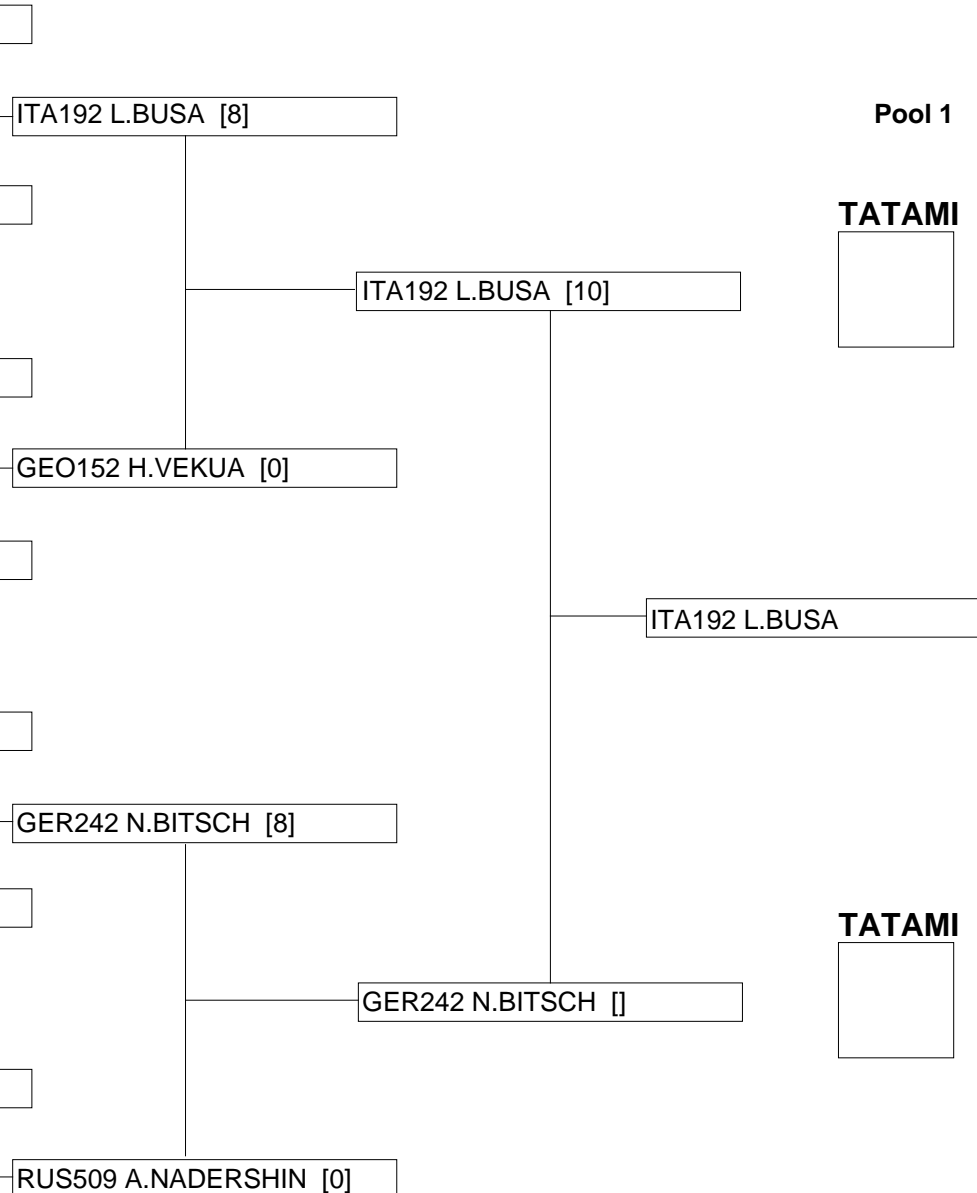 ITA192 L.BUSA [8]
Pool 1
TATAMI
ITA192 L.BUSA [10]
GEO152 H.VEKUA [0]
ITA192 L.BUSA
GER242 N.BITSCH [8]
TATAMI
GER242 N.BITSCH []
RUS509 A.NADERSHIN [0]